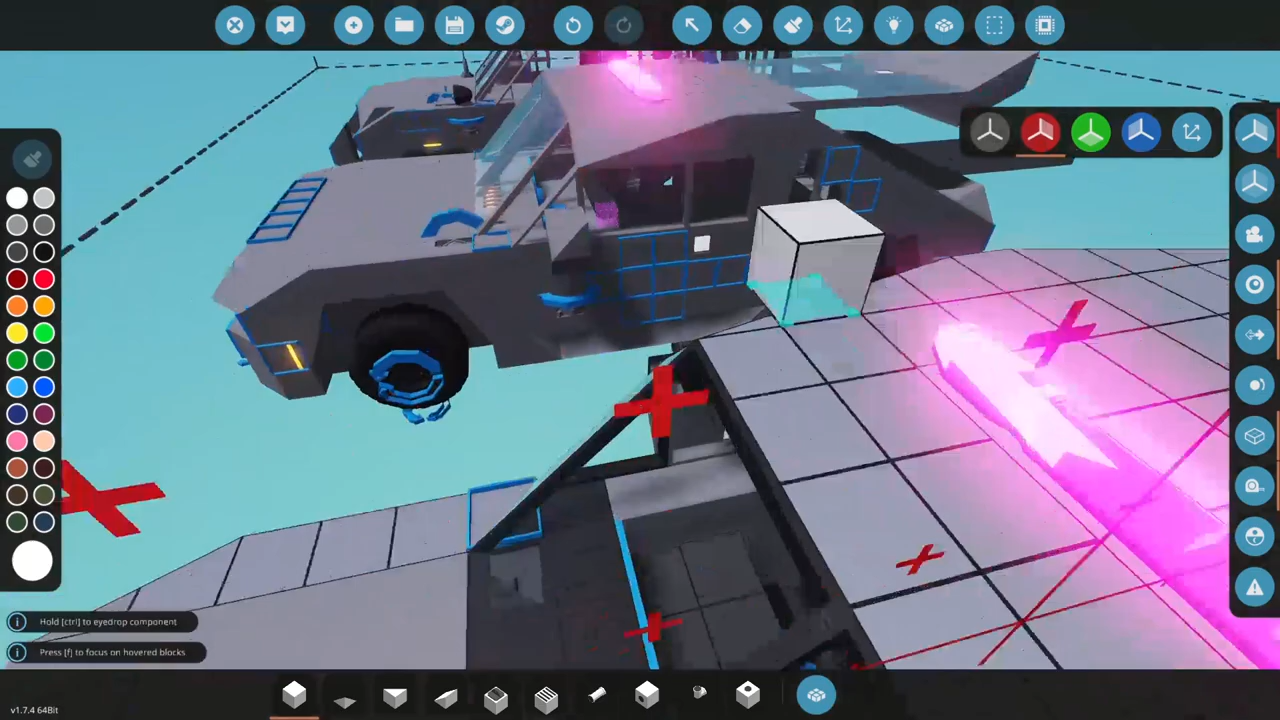 Hold [ctrl] to eyedrop component
Press [f] to focus on hovered blocks
v1.7.4 64Bit